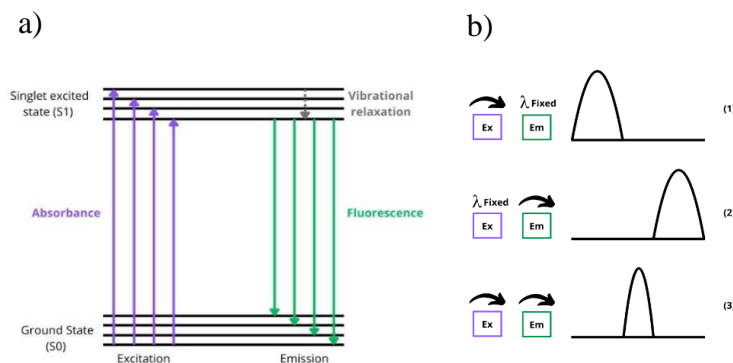 a)
Singlet excited
state (S1)
Vibrational
relaxation
Absorbance
Fluorescence
Ground State
(S0)
Excitation
Emission
b)
λ Fixed
Ex
Em
(1)
λ Fixed
Ex
Em
(2)
Ex
Em
(3)